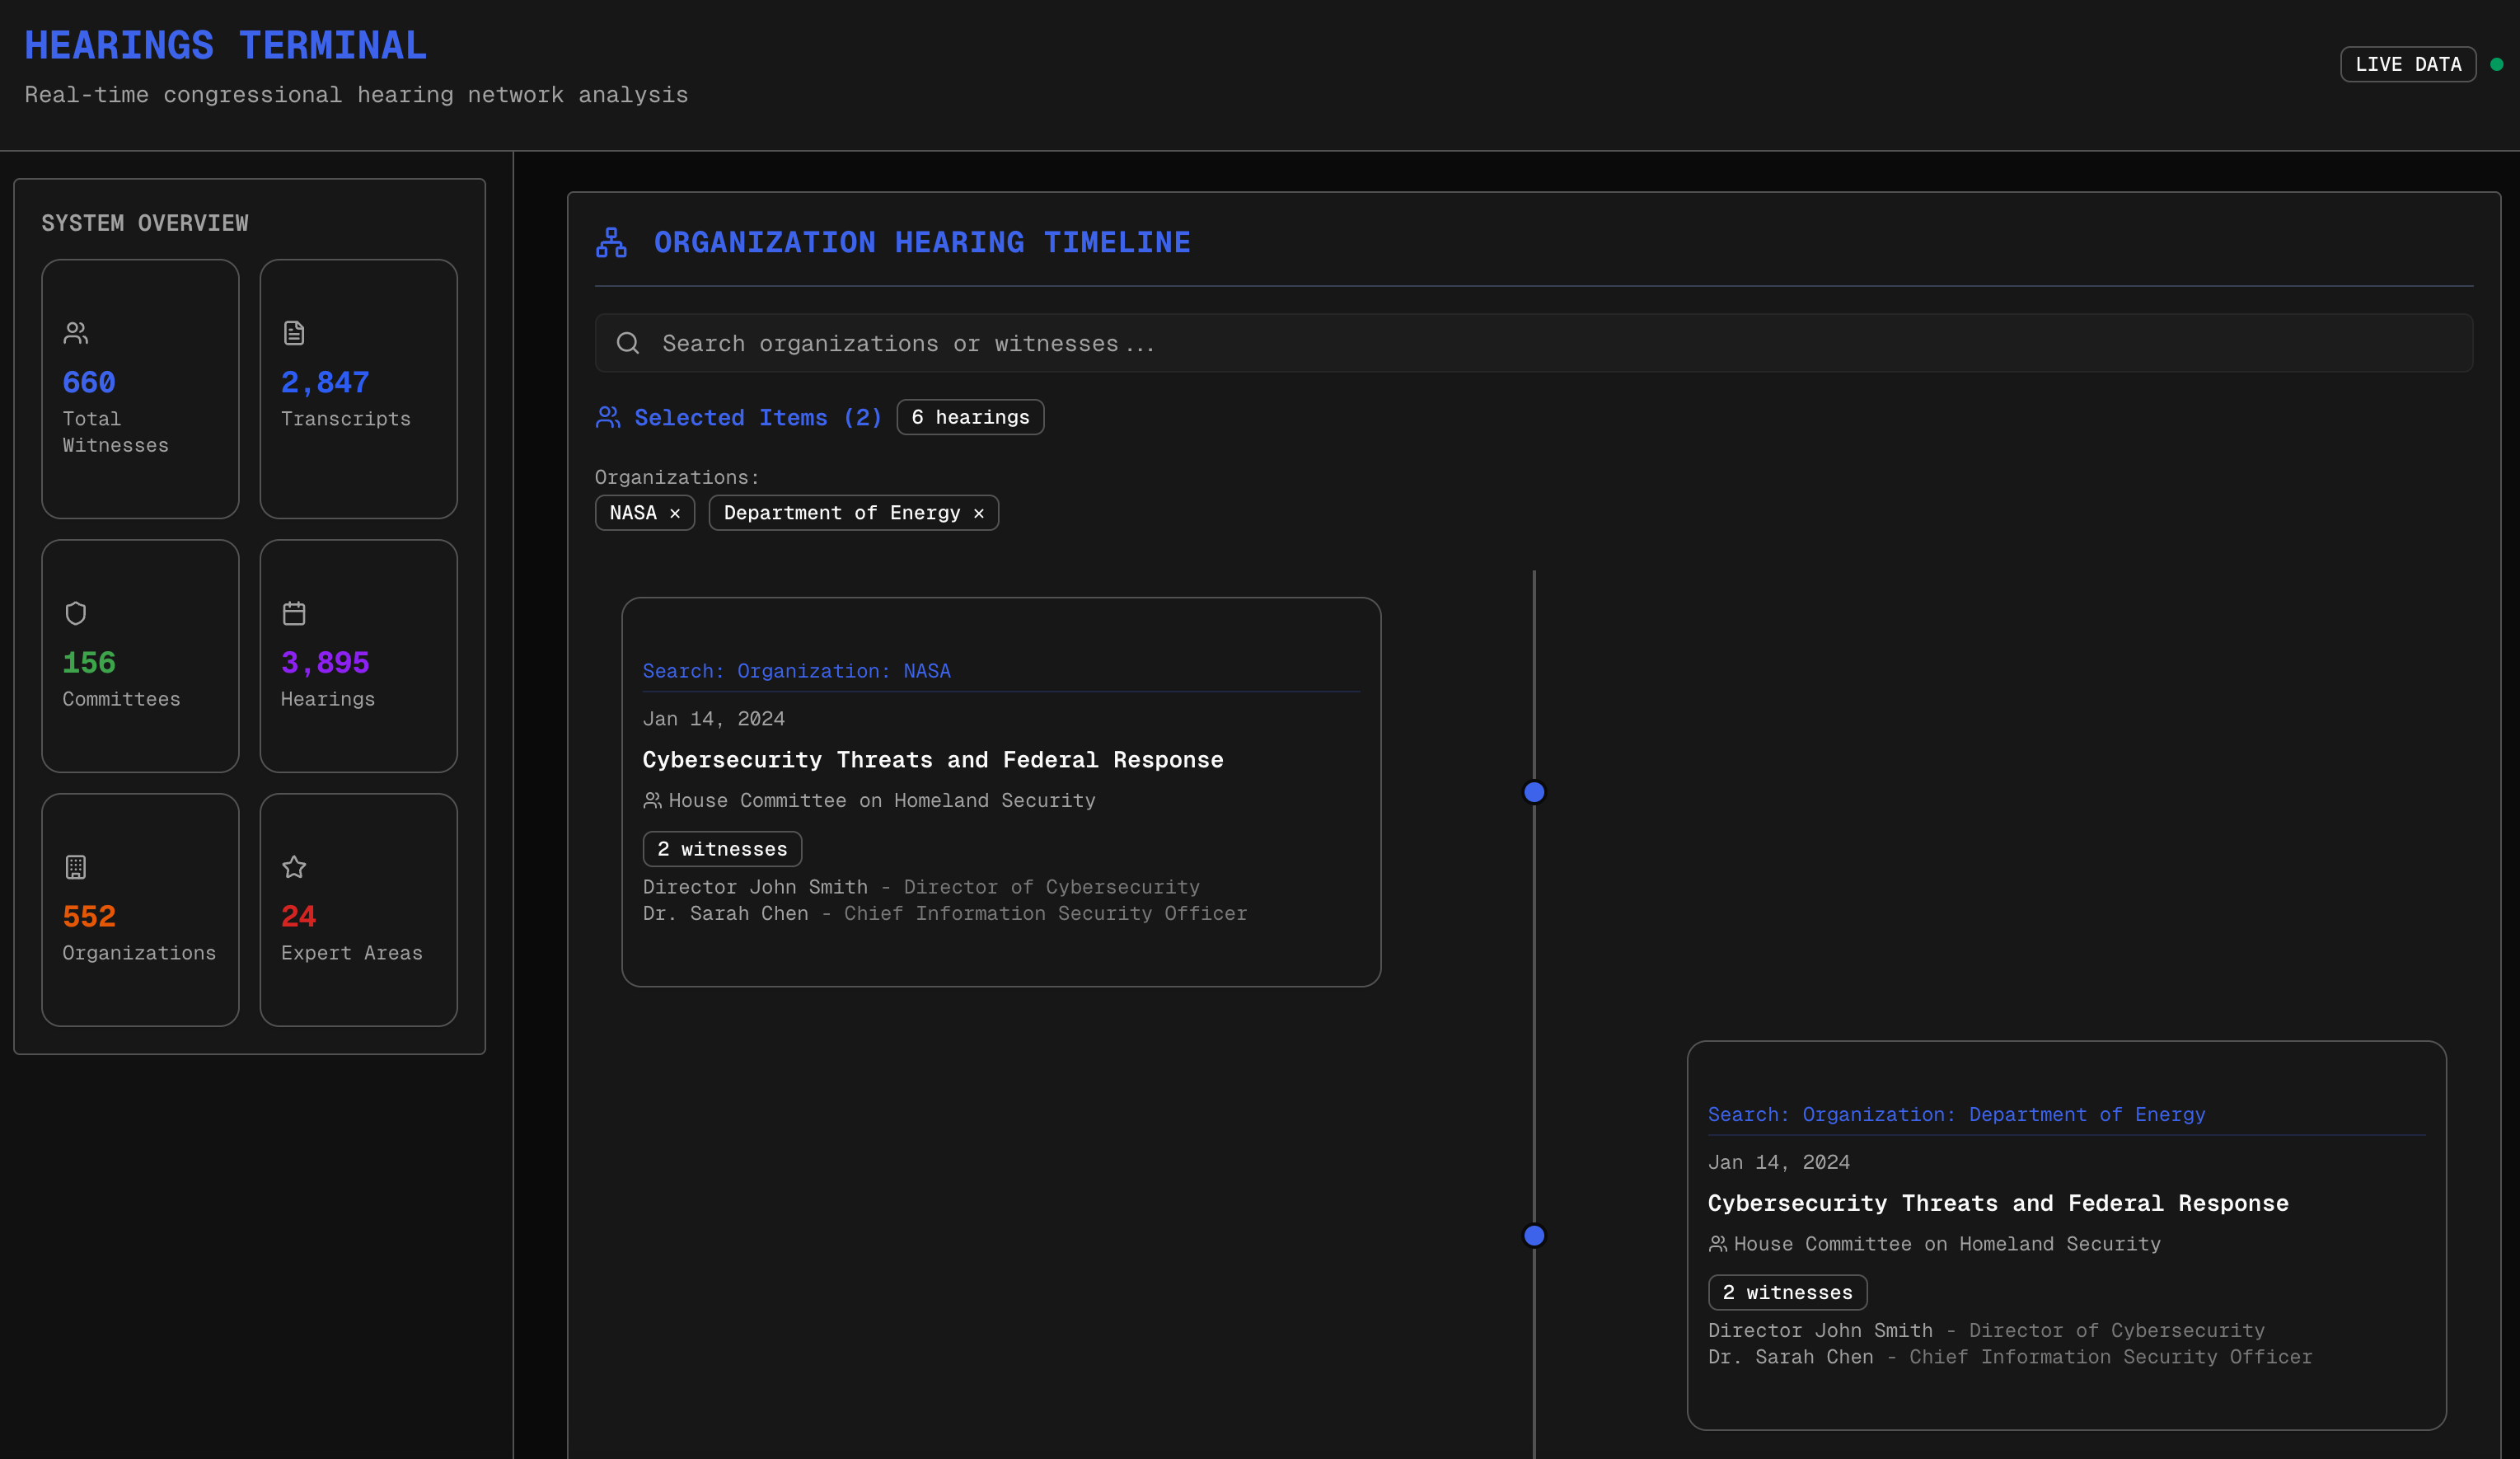 HEARINGS TERMINAL
Real-time congressional hearing network analysis
LIVE DATA
SYSTEM OVERVIEW
660
Total
Witnesses
2,847
Transcripts
156
Committees
3,895
Hearings
552
Organizations
24
Expert Areas
ORGANIZATION HEARING TIMELINE
Search organizations or witnesses...
Selected Items (2) 6 hearings
Organizations:
NASA × Department of Energy ×
Search: Organization: NASA
Jan 14, 2024
Cybersecurity Threats and Federal Response
House Committee on Homeland Security
2 witnesses
Director John Smith - Director of Cybersecurity
Dr. Sarah Chen - Chief Information Security Officer
Search: Organization: Department of Energy
Jan 14, 2024
Cybersecurity Threats and Federal Response
House Committee on Homeland Security
2 witnesses
Director John Smith - Director of Cybersecurity
Dr. Sarah Chen - Chief Information Security Officer